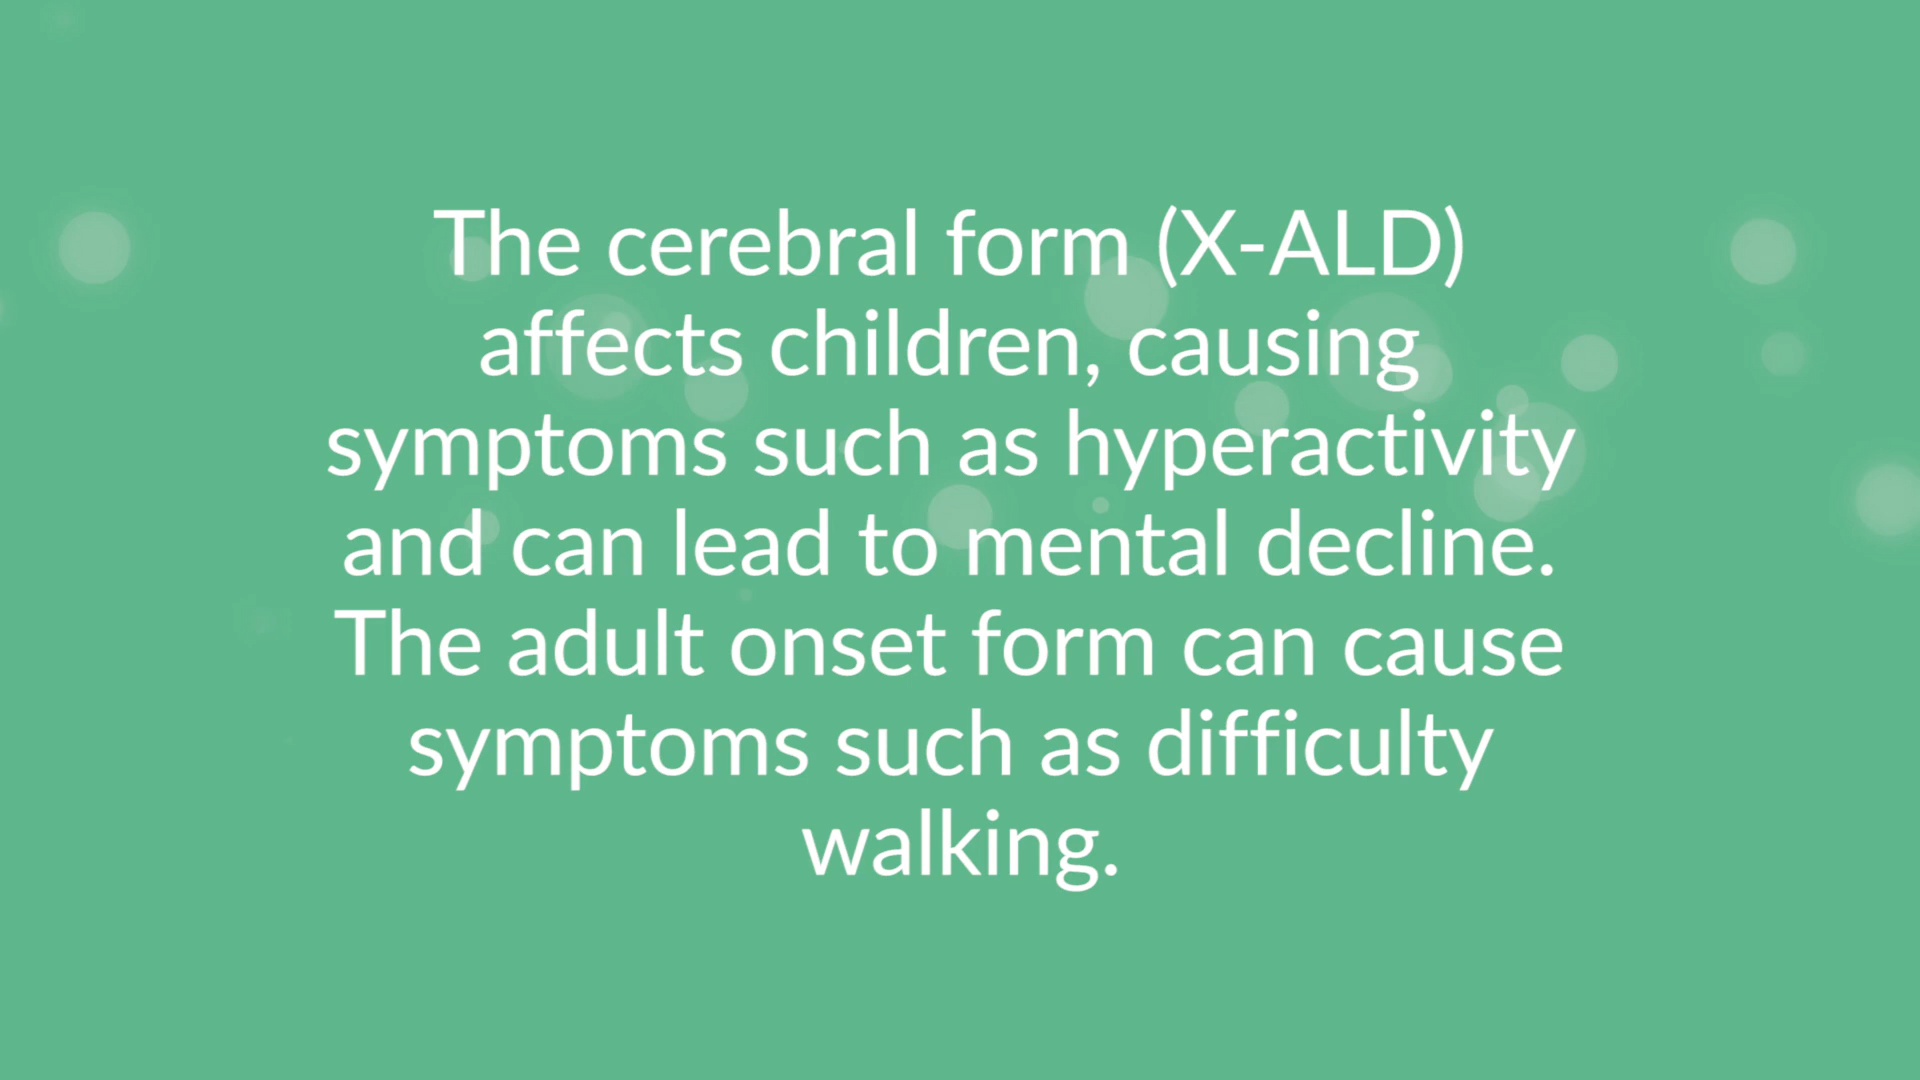 The cerebral form (X-ALD)
affects children, causing
symptoms such as hyperactivity
and can lead to mental decline.
The adult onset form can cause
symptoms such as difficulty
walking.